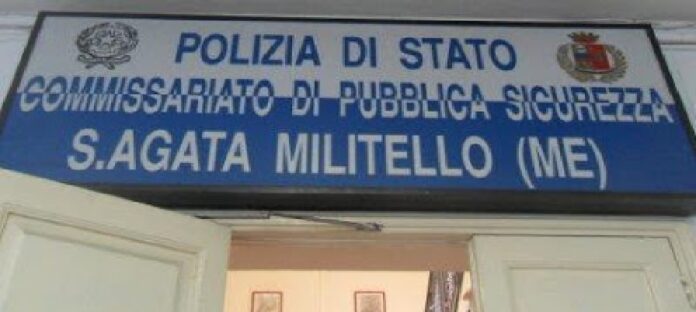 POLIZIA DI STATO
COMMISSARIATO DI PUBBLICA SICUREZZA
S.AGATA MILITELLO (ME)